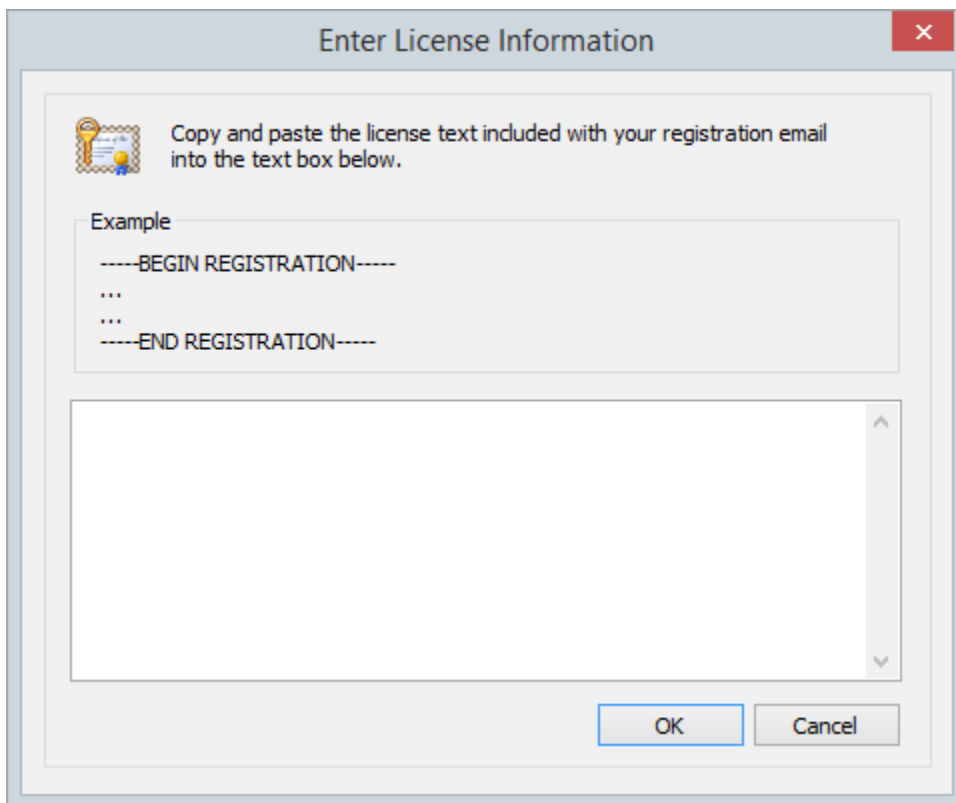 Enter License Information
Copy and paste the license text included with your registration email
into the text box below.
Example
-----BEGIN REGISTRATION-----
...
...
-----END REGISTRATION-----
OK
Cancel